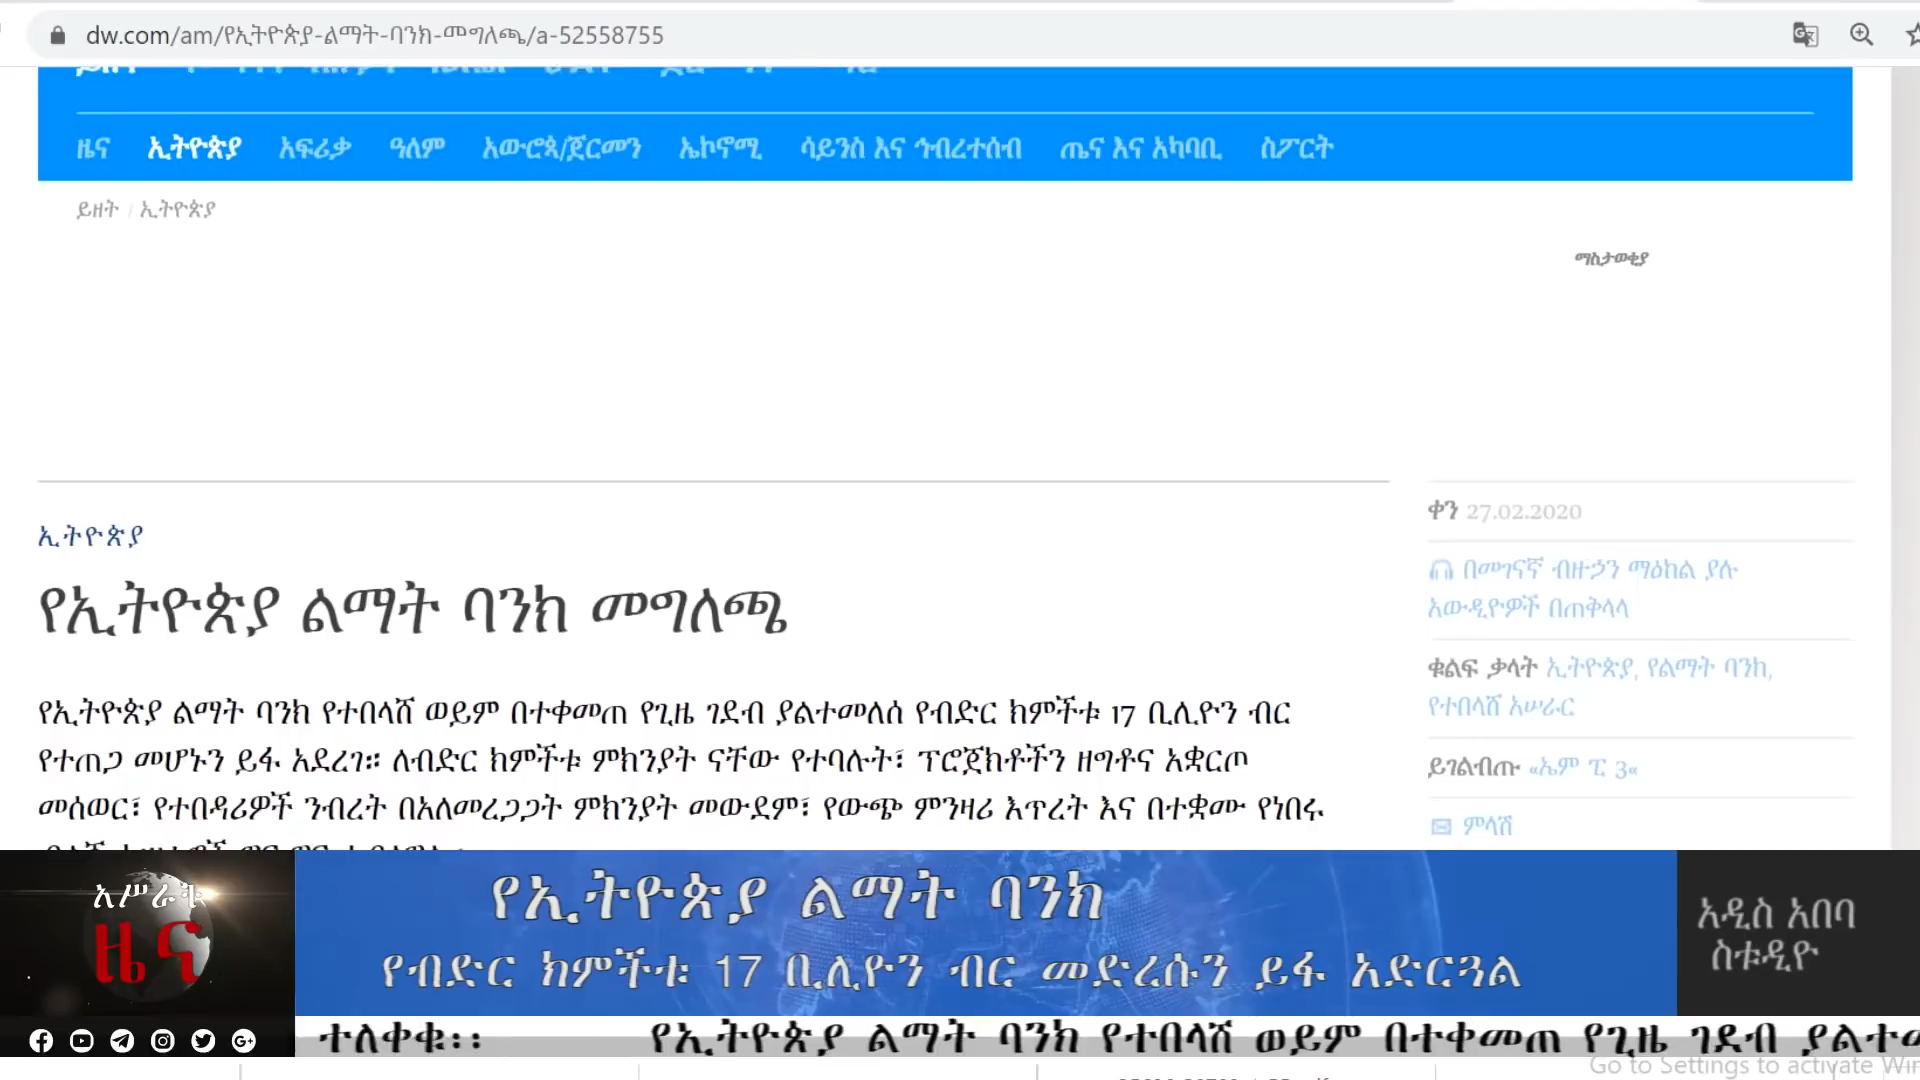 dw.com/am/የኢትዮጵያ-ልማት-ባንክ-መግለጫ/a-52558755
ዜና ኢትዮጵያ አፍሪቃ ዓለም አውሮጳ/ጀርመን ኤኮኖሚ ሳይንስ እና ኅብረተሰብ ጤና እና አካባቢ ስፖርት
ይዘት / ኢትዮጵያ
ማስታወቂያ
ኢትዮጵያ
የኢትዮጵያ ልማት ባንክ መግለጫ
የኢትዮጵያ ልማት ባንክ የተበላሸ ወይም በተቀመጠ የጊዜ ገደብ ያልተመለሰ የብድር ክምችቱ 17 ቢሊዮን ብር
የተጠጋ መሆኑን ይፋ አደረገ። ለብድር ክምችቱ ምክንያት ናቸው የተባሉት፣ ፕሮጀክቶችን ዘግቶና አቋርጦ
መሰወር፣ የተበዳሪዎች ንብረት በአለመረጋጋት ምክንያት መውደም፣ የውጭ ምንዛሪ እጥረት እና በተቋሙ የነበሩ
ቀን 27.02.2020
በመገናኛ ብዙኃን ማዕከል ያሉ
አውዲዮዎች በጠቅላላ
ቁልፍ ቃላት ኢትዮጵያ, የልማት ባንክ,
የተበላሸ አሠራር
ይገልብጡ «ኤም ፒ 3«
ምላሽ
አሥራት
ዜና
የኢትዮጵያ ልማት ባንክ
የብድር ክምችቱ 17 ቢሊዮን ብር መድረሱን ይፋ አድርጓል
አዲስ አበባ
ስቱዲዮ
ተለቀቁ፡፡ የኢትዮጵያ ልማት ባንክ የተበላሸ ወይም በተቀመጠ የጊዜ ገደብ
Go to Settings to activate